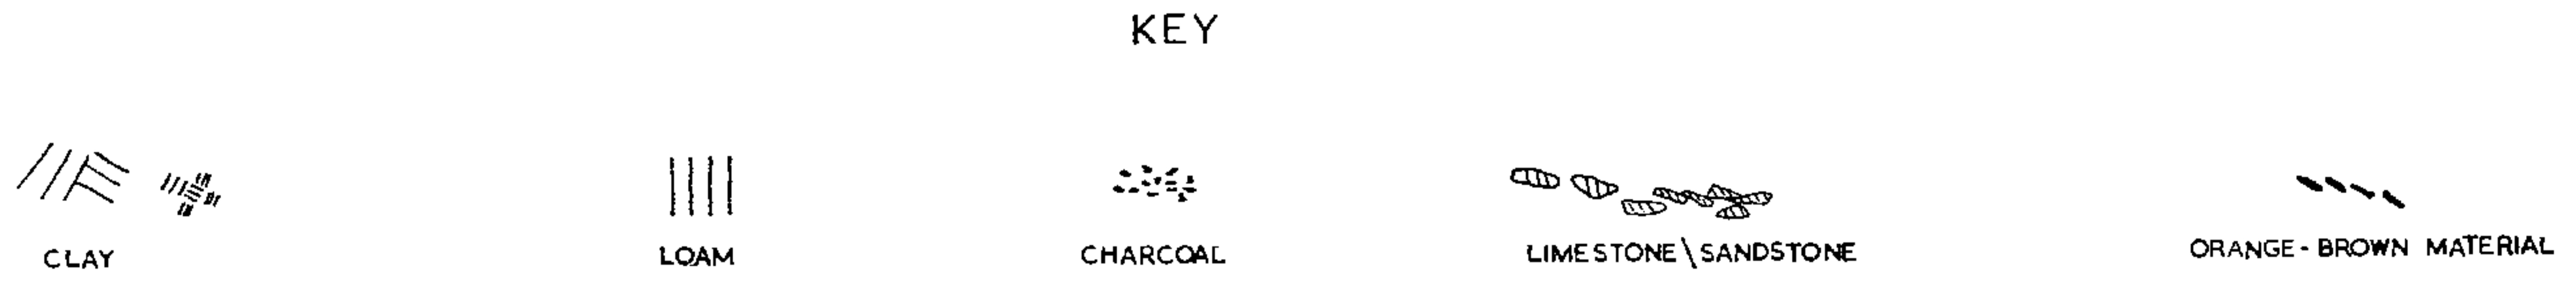 KEY
CLAY
LOAM
CHARCOAL
LIMESTONE\SANDSTONE
ORANGE-BROWN MATERIAL